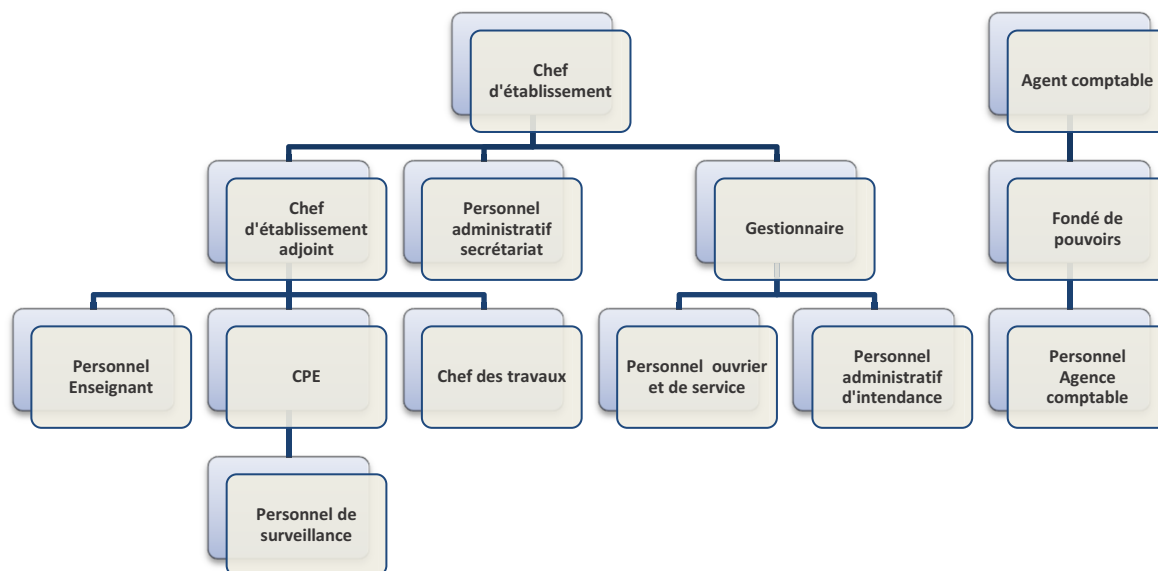 Chef
d'établissement
Agent comptable
Chef
d'établissement
adjoint
Personnel
administratif
secrétariat
Gestionnaire
Fondé de
pouvoirs
Personnel
Enseignant
CPE
Chef des travaux
Personnel ouvrier
et de service
Personnel
administratif
d'intendance
Personnel
Agence
comptable
Personnel de
surveillance